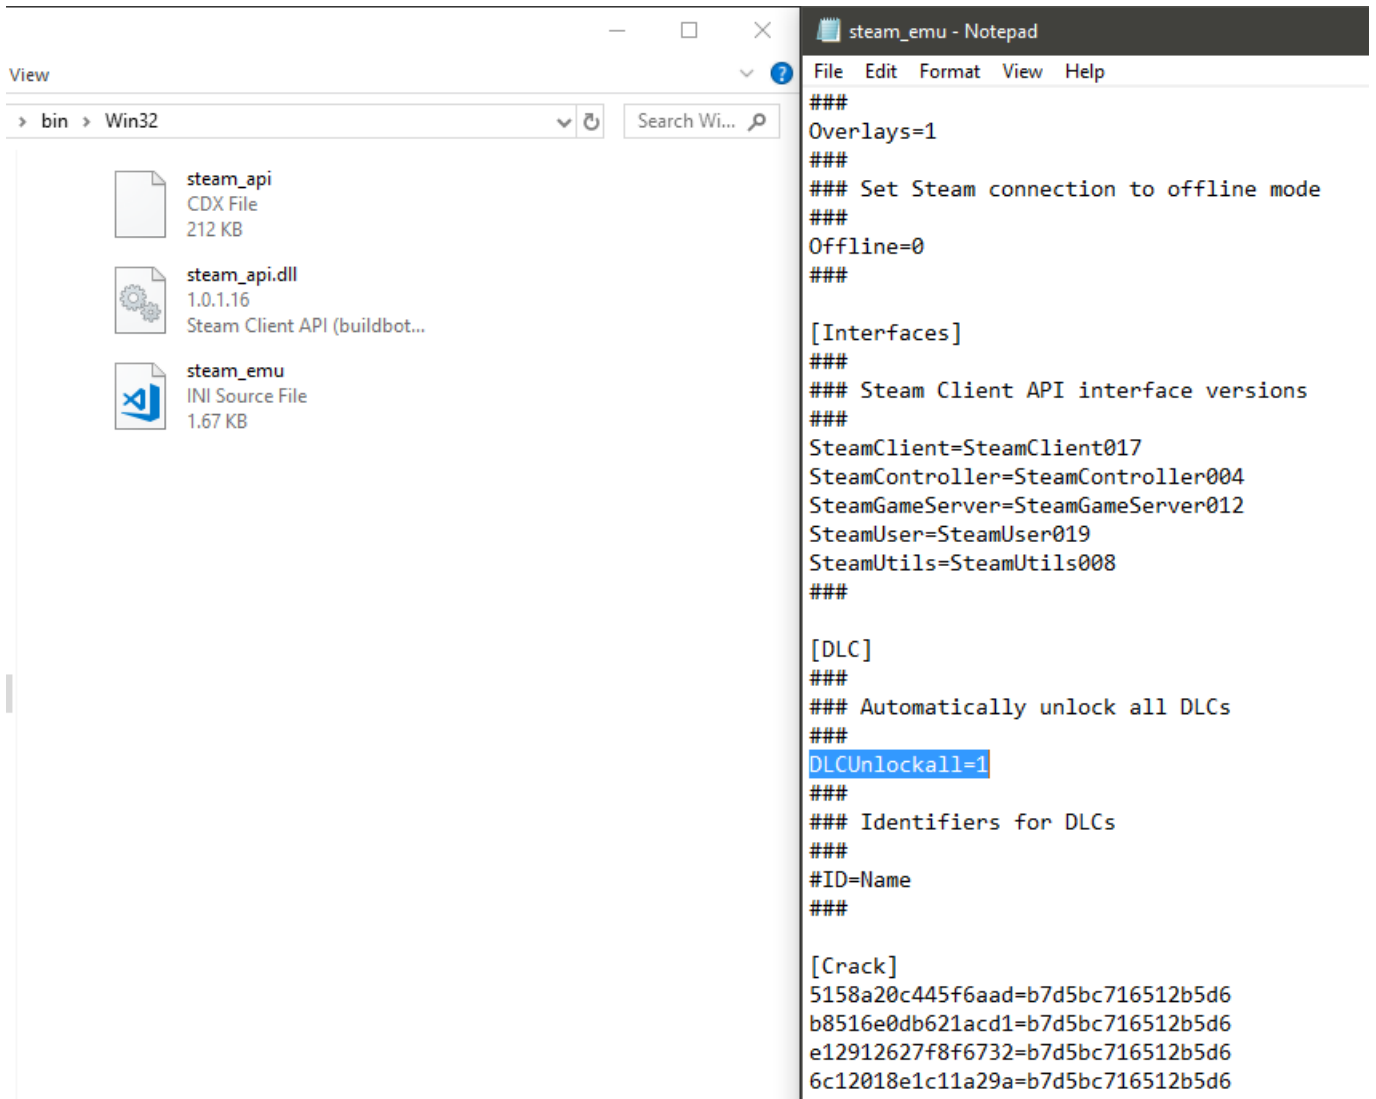 View
bin > Win32
Search Wi...
steam_api
CDX File
212 KB
steam_api.dll
1.0.1.16
Steam Client API (buildbot...
steam_emu
INI Source File
1.67 KB
steam_emu - Notepad
File Edit Format View Help
###
Overlays=1
###
### Set Steam connection to offline mode
###
Offline=0
###
[Interfaces]
###
### Steam Client API interface versions
###
SteamClient=SteamClient017
SteamController=SteamController004
SteamGameServer=SteamGameServer012
SteamUser=SteamUser019
SteamUtils=SteamUtils008
###
[DLC]
###
### Automatically unlock all DLCs
###
DLCUnlockall=1
###
### Identifiers for DLCs
###
#ID=Name
###
[Crack]
5158a20c445f6aad=b7d5bc716512b5d6
b8516e0db621acd1=b7d5bc716512b5d6
e12912627f8f6732=b7d5bc716512b5d6
6c12018e1c11a29a=b7d5bc716512b5d6